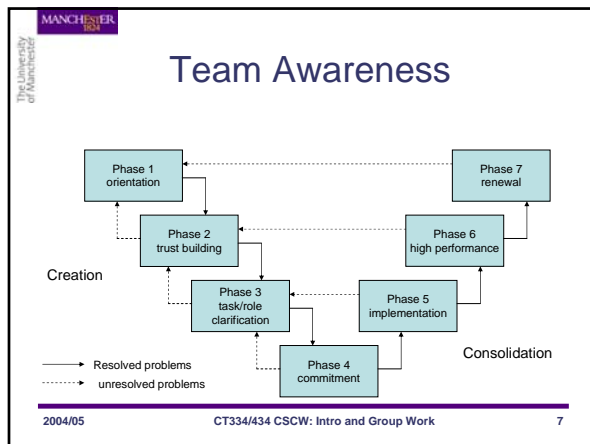 MANCHESTER
1824
The University
of Manchester
Team Awareness
Phase 1
orientation
Phase 7
renewal
Phase 2
trust building
Phase 6
high performance
Creation
Phase 3
task/role
clarification
Phase 5
implementation
Phase 4
commitment
Consolidation
Resolved problems
unresolved problems
2004/05 CT334/434 CSCW: Intro and Group Work 7